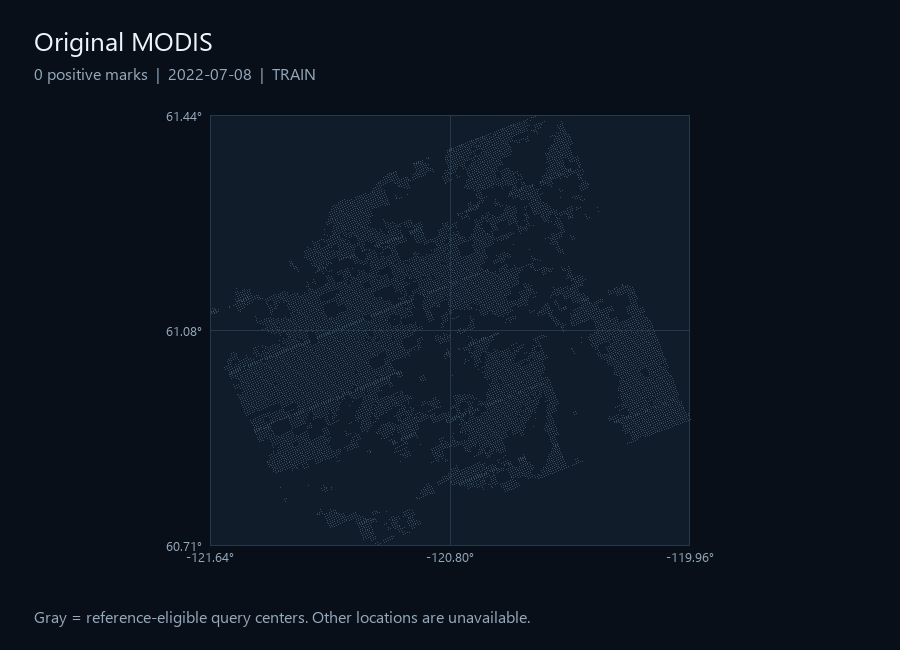 Original MODIS
0 positive marks | 2022-07-08 | TRAIN
61.44°
61.08°
60.71°
-121.64° -120.80° -119.96°
Gray = reference-eligible query centers. Other locations are unavailable.